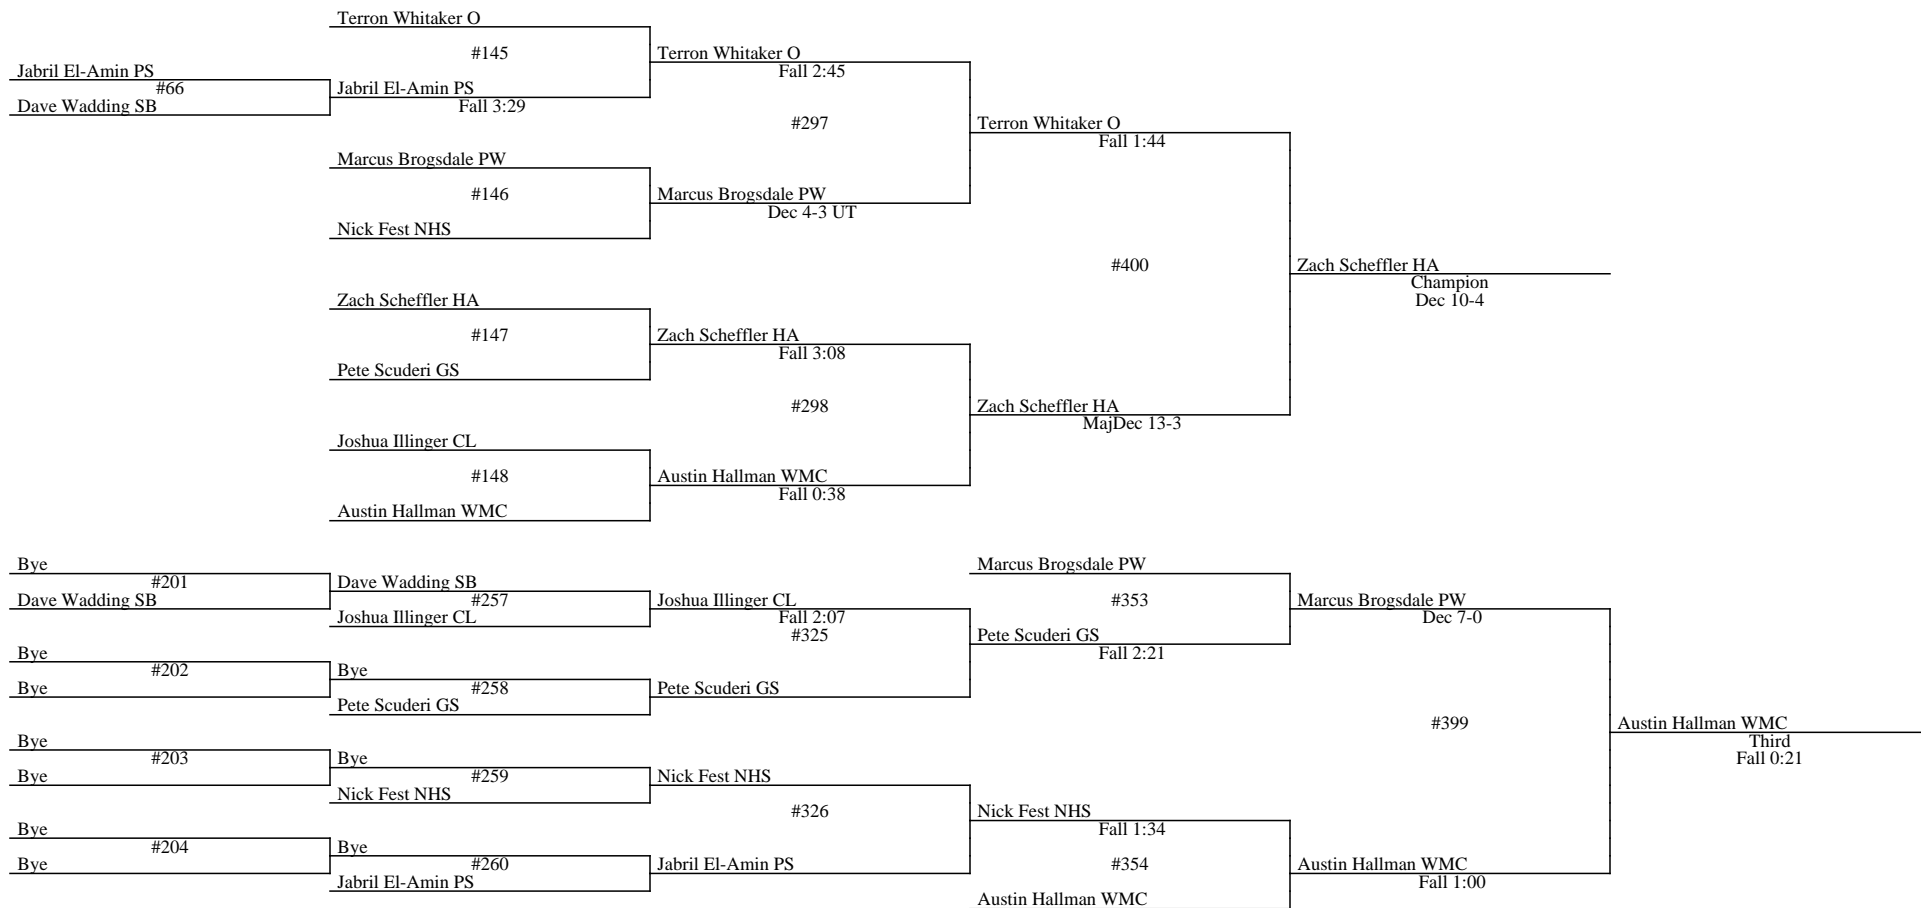 Terron Whitaker O
#145
Terron Whitaker O
Fall 2:45
Jabril El-Amin PS
#66
Jabril El-Amin PS
Fall 3:29
Dave Wadding SB
#297
Terron Whitaker O
Fall 1:44
Marcus Brogsdale PW
#146
Marcus Brogsdale PW
Dec 4-3 UT
Nick Fest NHS
#400
Zach Scheffler HA
Champion
Dec 10-4
Zach Scheffler HA
#147
Zach Scheffler HA
Fall 3:08
Pete Scuderi GS
#298
Zach Scheffler HA
MajDec 13-3
Joshua Illinger CL
#148
Austin Hallman WMC
Fall 0:38
Austin Hallman WMC
Bye
#201
Dave Wadding SB
Dave Wadding SB
#257
Joshua Illinger CL
Joshua Illinger CL
Fall 2:07
#325
Marcus Brogsdale PW
#353
Marcus Brogsdale PW
Dec 7-0
Pete Scuderi GS
Fall 2:21
Bye
#202
Bye
Bye
#258
Pete Scuderi GS
Pete Scuderi GS
#399
Austin Hallman WMC
Third
Fall 0:21
Bye
#203
Bye
Bye
#259
Nick Fest NHS
Nick Fest NHS
#326
Nick Fest NHS
Fall 1:34
Bye
#204
Bye
Bye
#260
Jabril El-Amin PS
Jabril El-Amin PS
#354
Austin Hallman WMC
Fall 1:00
Austin Hallman WMC